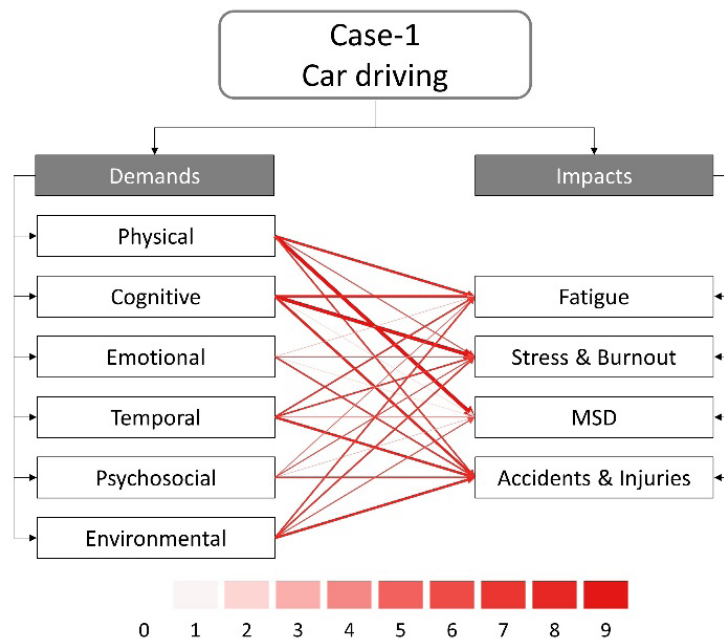 Case-1
Car driving
Demands
Impacts
Physical
Cognitive
Fatigue
Emotional
Stress & Burnout
Temporal
MSD
Psychosocial
Accidents & Injuries
Environmental
0 1 2 3 4 5 6 7 8 9